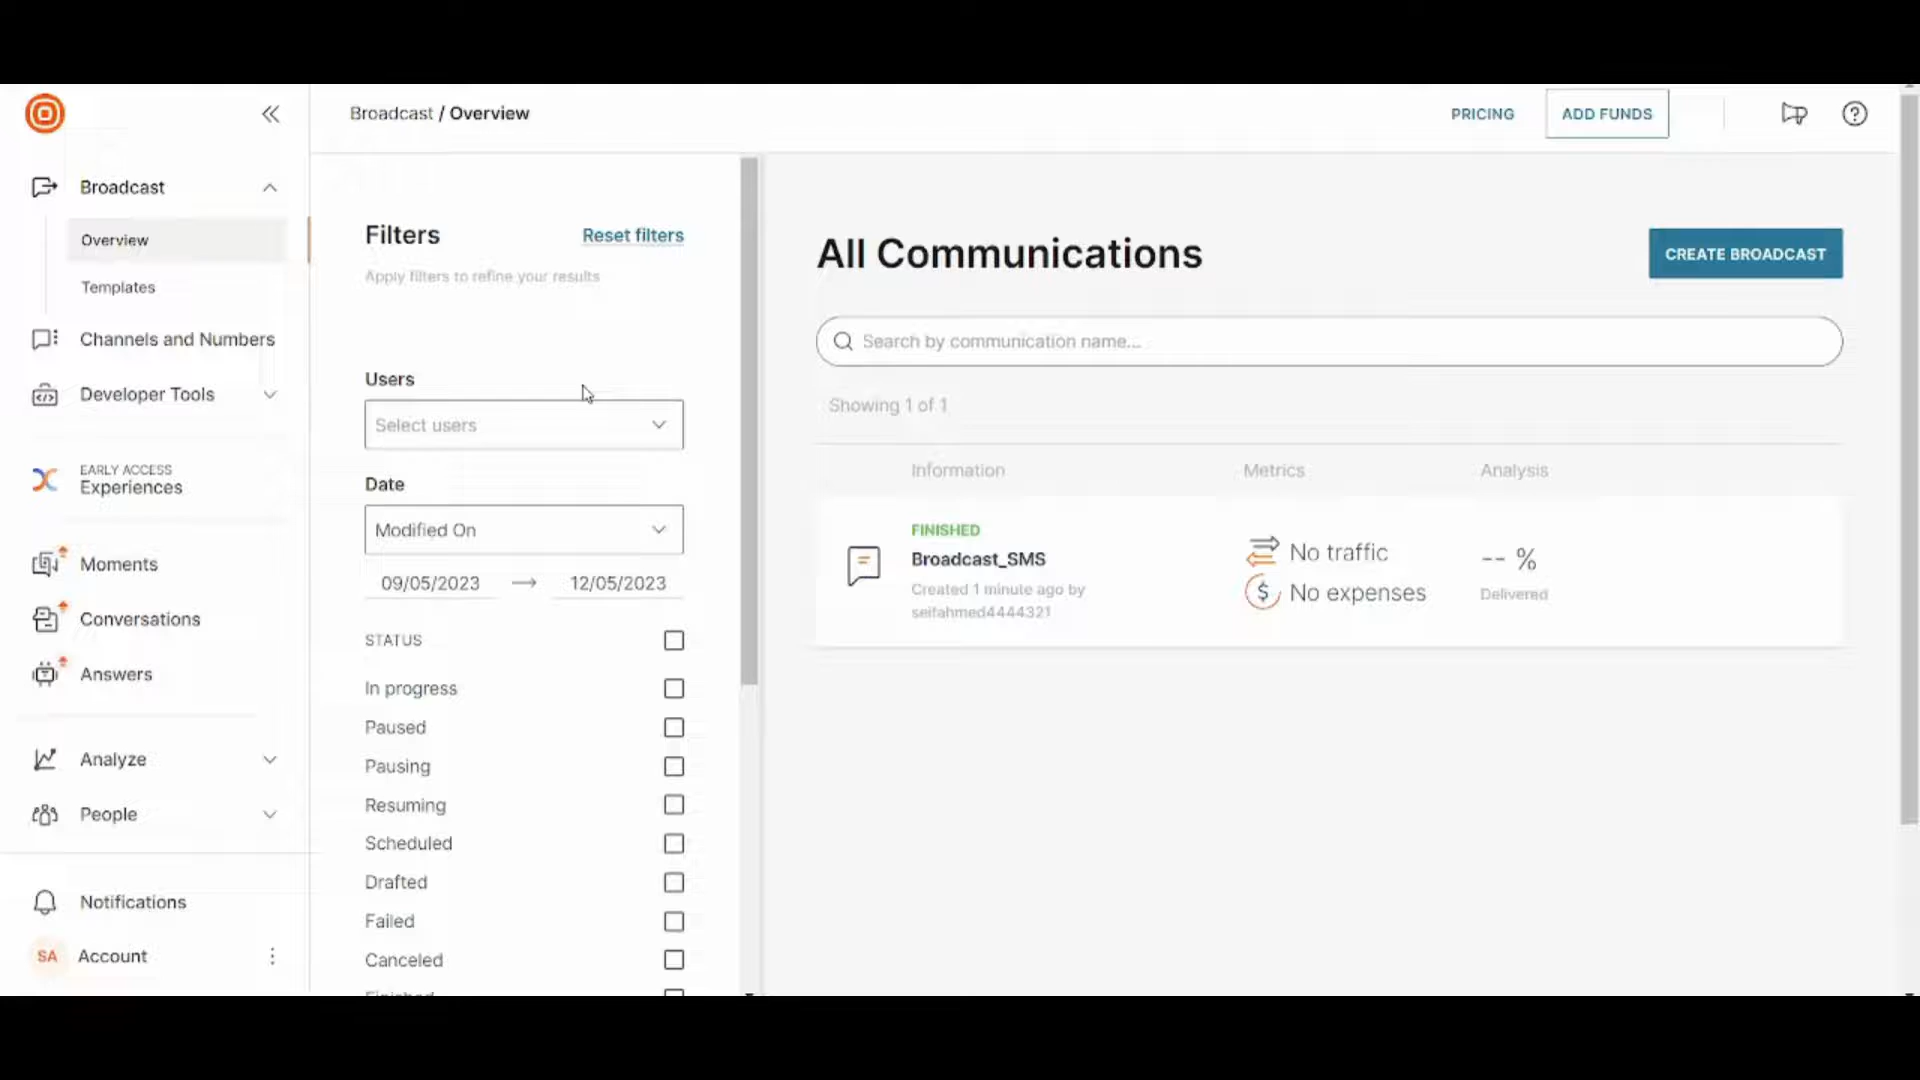 Broadcast / Overview
PRICING
ADD FUNDS
Broadcast
Overview
Templates
Channels and Numbers
Developer Tools
EARLY ACCESS
Experiences
Moments
Conversations
Answers
Analyze
People
Notifications
SA Account
Filters
Reset filters
Apply filters to refine your results
Users
Select users
Date
Modified On
09/05/2023
12/05/2023
STATUS
In progress
Paused
Pausing
Resuming
Scheduled
Drafted
Failed
Canceled
All Communications
CREATE BROADCAST
Search by communication name...
Showing 1 of 1
Information
Metrics
Analysis
FINISHED
Broadcast_SMS
Created 1 minute ago by
seifahmed4444321
No traffic
No expenses
-- %
Delivered